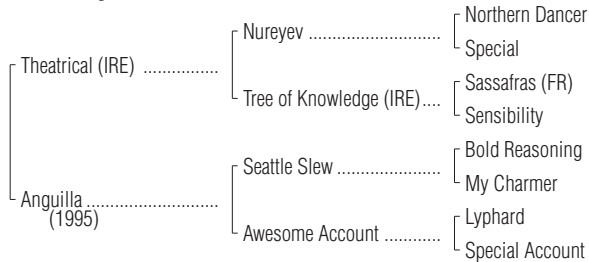 Northern Dancer
Nureyev ............................
Special
Theatrical (IRE) ................
Sassafras (FR)
Tree of Knowledge (IRE)....
Sensibility
Bold Reasoning
Seattle Slew ......................
My Charmer
Anguilla ............................
(1995)
Lyphard
Awesome Account ............
Special Account